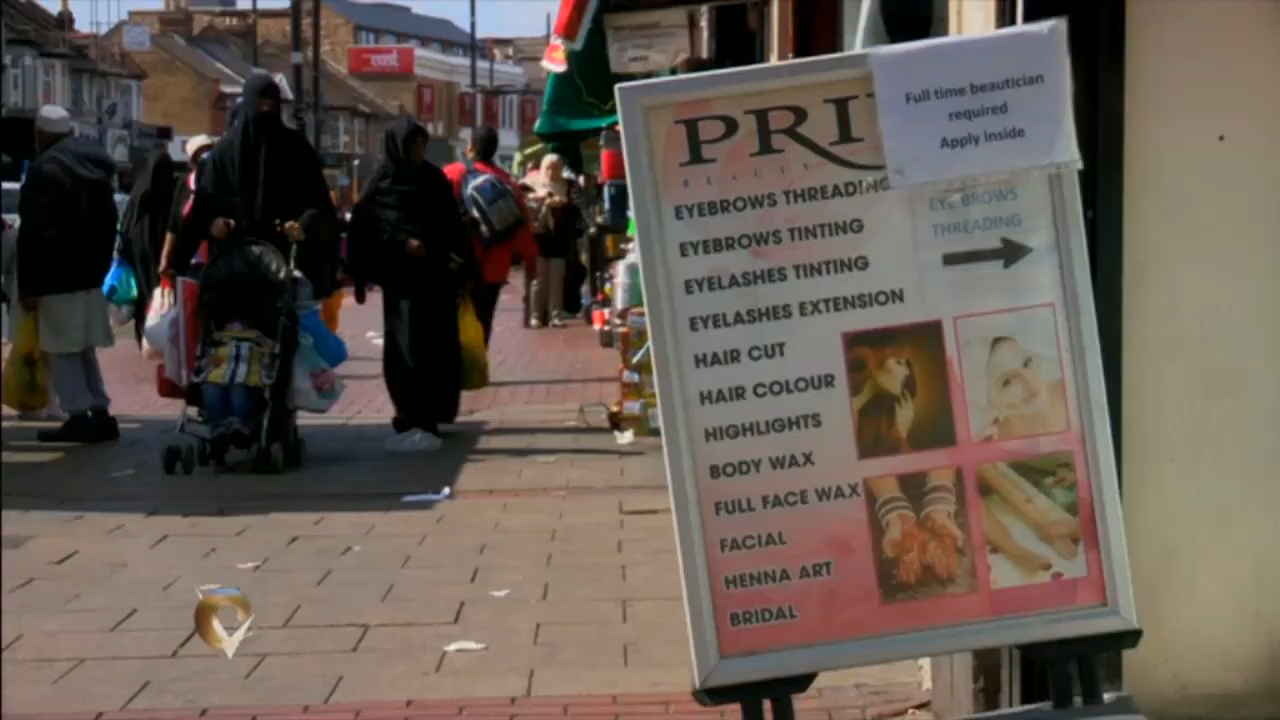 Full time beautician
required
Apply inside
PRI
BEAUTY
EYEBROWS THREADING
EYEBROWS TINTING
EYELASHES TINTING
EYELASHES EXTENSION
HAIR CUT
HAIR COLOUR
HIGHLIGHTS
BODY WAX
FULL FACE WAX
FACIAL
HENNA ART
BRIDAL
EYE BROWS
THREADING